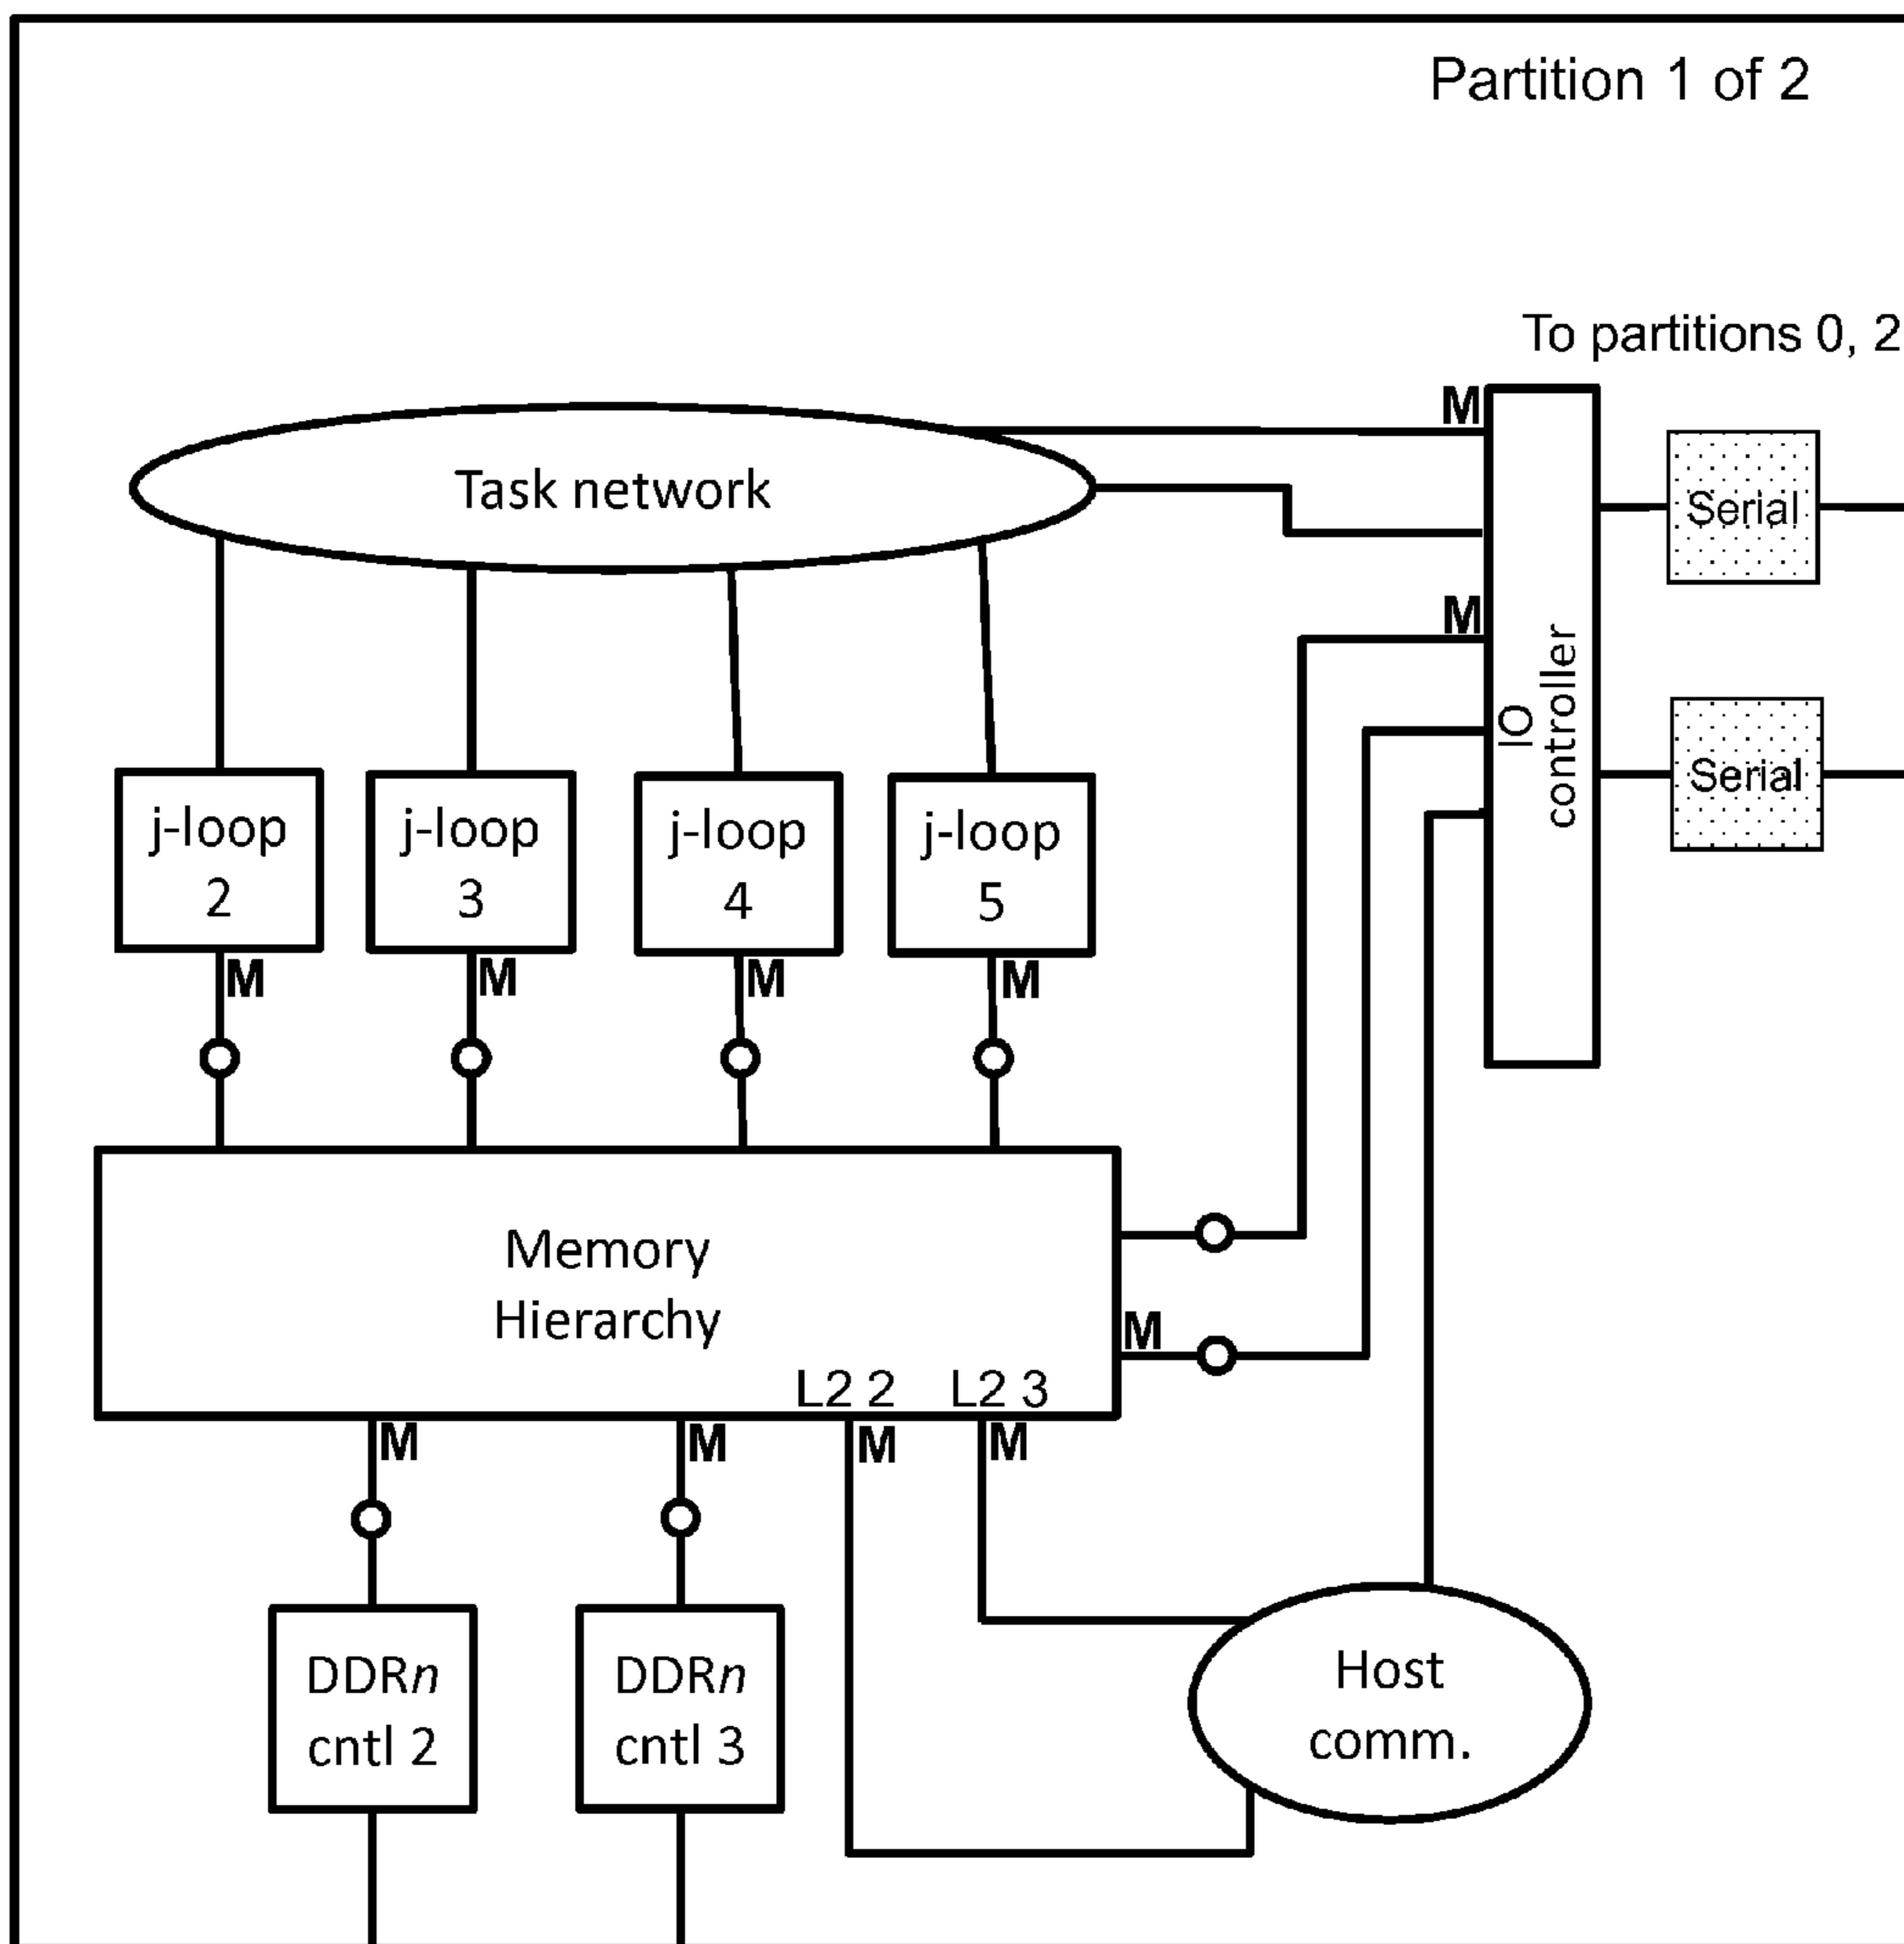 Partition 1 of 2
To partitions 0, 2
M
Task network
Serial
M
IO
controller
Serial
j-loop
2
j-loop
3
j-loop
4
j-loop
5
M
M
M
M
Memory
Hierarchy
M
L2 2
L2 3
M
M
M
M
DDRn
cntl 2
DDRn
cntl 3
Host
comm.